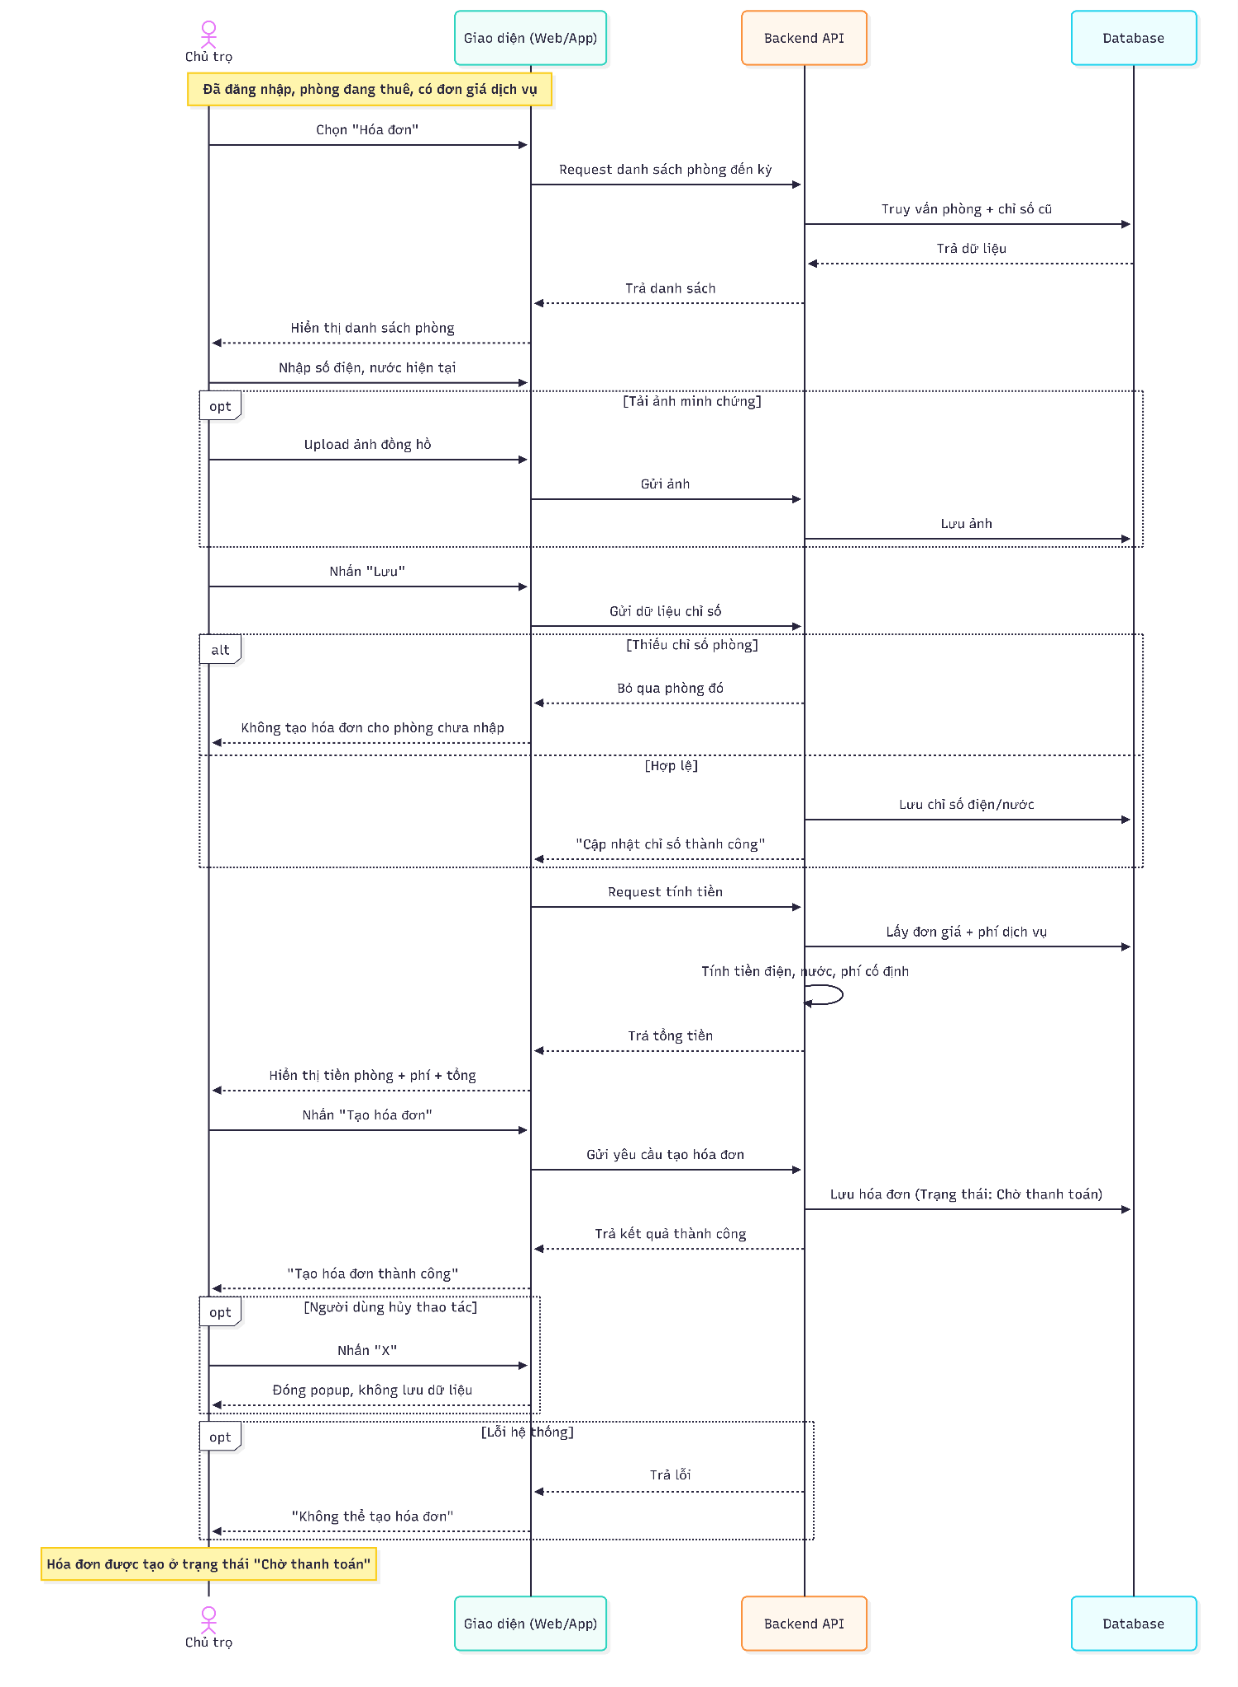 Chủ trọ
Giao diện (Web/App)
Backend API
Database
Đã đăng nhập, phòng đang thuê, có đơn giá dịch vụ
Chọn "Hóa đơn"
Request danh sách phòng đến kỳ
Truy vấn phòng + chỉ số cũ
Trả dữ liệu
Trả danh sách
Hiển thị danh sách phòng
Nhập số điện, nước hiện tại
opt
[Tải ảnh minh chứng]
Upload ảnh đồng hồ
Gửi ảnh
Lưu ảnh
Nhấn "Lưu"
Gửi dữ liệu chỉ số
alt
[Thiếu chỉ số phòng]
Bỏ qua phòng đó
Không tạo hóa đơn cho phòng chưa nhập
[Hợp lệ]
Lưu chỉ số điện/nước
"Cập nhật chỉ số thành công"
Request tính tiền
Lấy đơn giá + phí dịch vụ
Tính tiền điện, nước, phí cố định
Trả tổng tiền
Hiển thị tiền phòng + phí + tổng
Nhấn "Tạo hóa đơn"
Gửi yêu cầu tạo hóa đơn
Lưu hóa đơn (Trạng thái: Chờ thanh toán)
Trả kết quả thành công
"Tạo hóa đơn thành công"
opt
[Người dùng hủy thao tác]
Nhấn "X"
Đóng popup, không lưu dữ liệu
opt
[Lỗi hệ thống]
Trả lỗi
"Không thể tạo hóa đơn"
Hóa đơn được tạo ở trạng thái "Chờ thanh toán"
Chủ trọ
Giao diện (Web/App)
Backend API
Database